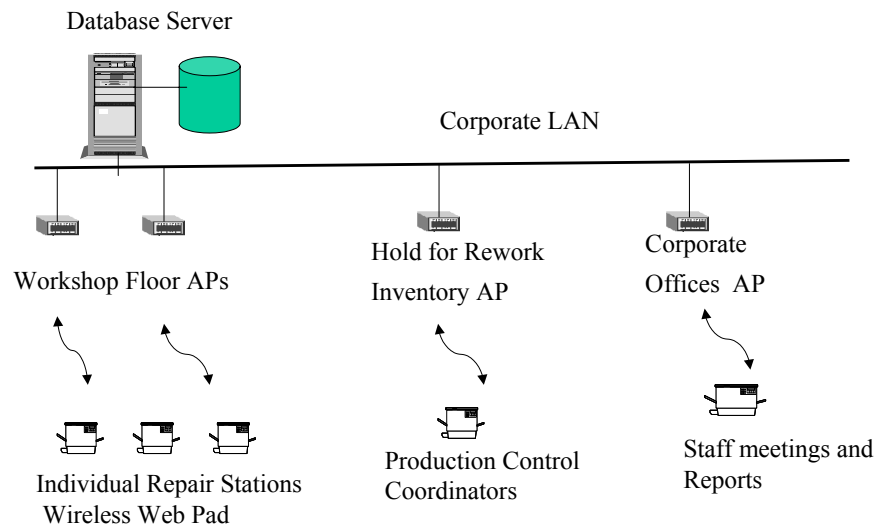 Database Server
Corporate LAN
Workshop Floor APs
Hold for Rework
Inventory AP
Corporate
Offices AP
Individual Repair Stations
Wireless Web Pad
Production Control
Coordinators
Staff meetings and
Reports